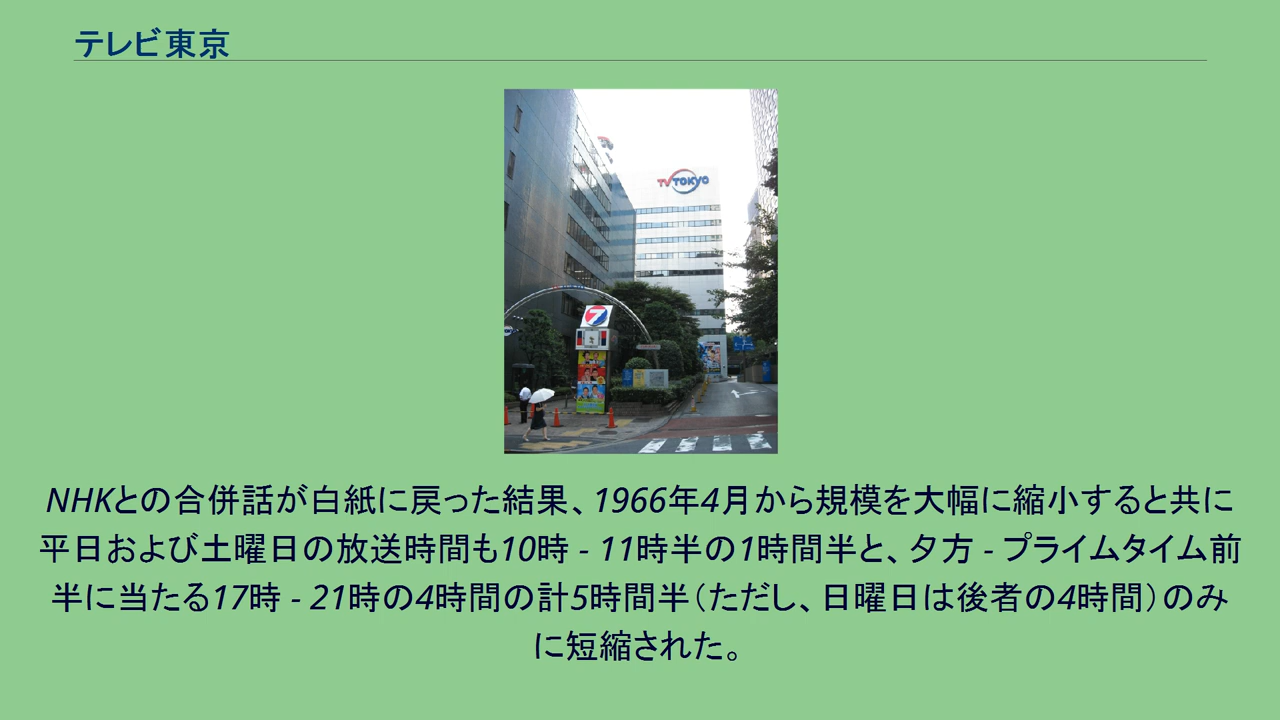 テレビ東京
TV TOKYO
7
NHKとの合併話が白紙に戻った結果、1966年4月から規模を大幅に縮小すると共に
平日および土曜日の放送時間も10時 - 11時半の1時間半と、夕方 - プライムタイム前
半に当たる17時 - 21時の4時間の計5時間半（ただし、日曜日は後者の4時間）のみ
に短縮された。